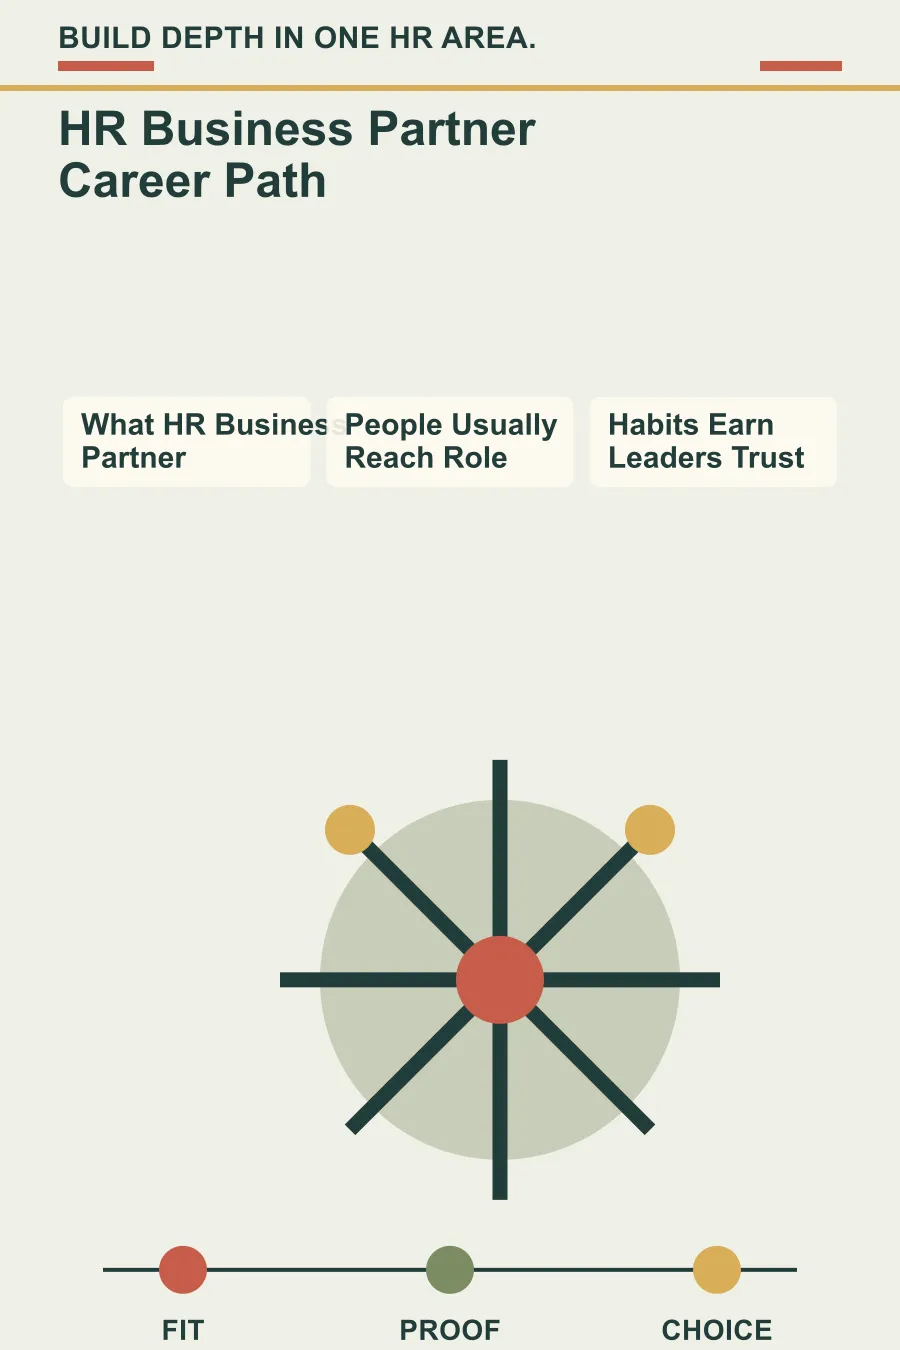 BUILD DEPTH IN ONE HR AREA.
HR Business Partner
Career Path
What HR Business
Partner
People Usually
Reach Role
Habits Earn
Leaders Trust
FIT
PROOF
CHOICE